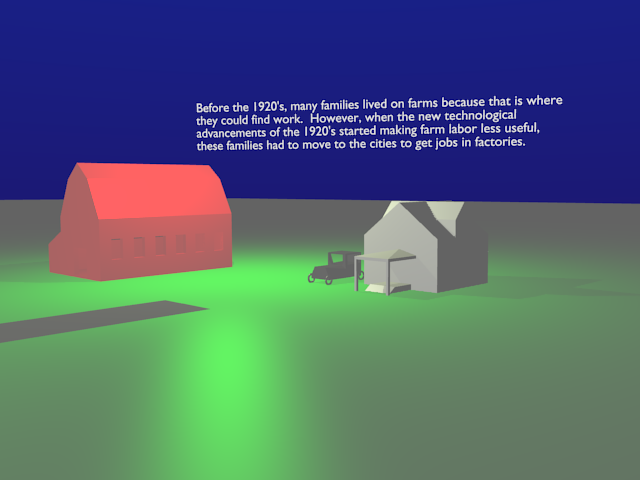 Before the 1920's, many families lived on farms because that is where
they could find work.  However, when the new technological
advancements of the 1920's started making farm labor less useful,
these families had to move to the cities to get jobs in factories.